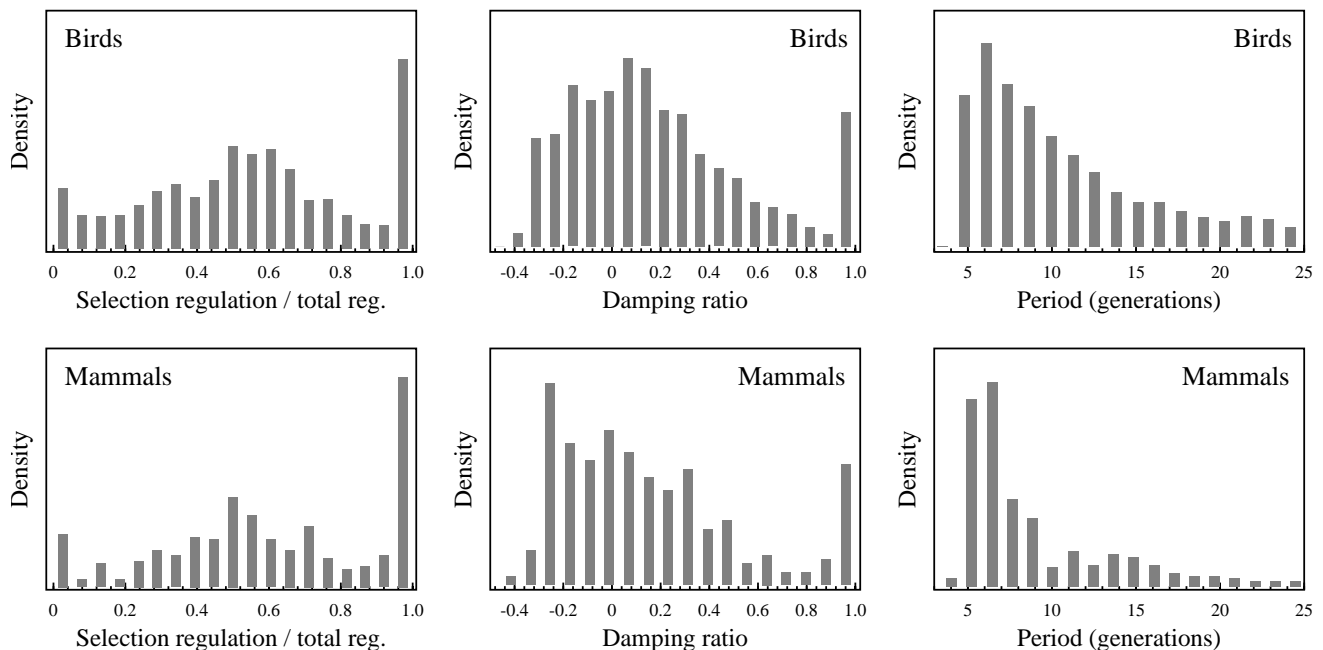 Birds
Density
0 0.2 0.4 0.6 0.8 1.0
Selection regulation / total reg.
Birds
Density
-0.4 -0.2 0 0.2 0.4 0.6 0.8 1.0
Damping ratio
Birds
Density
5 10 15 20 25
Period (generations)
Mammals
Density
0 0.2 0.4 0.6 0.8 1.0
Selection regulation / total reg.
Mammals
Density
-0.4 -0.2 0 0.2 0.4 0.6 0.8 1.0
Damping ratio
Mammals
Density
5 10 15 20 25
Period (generations)